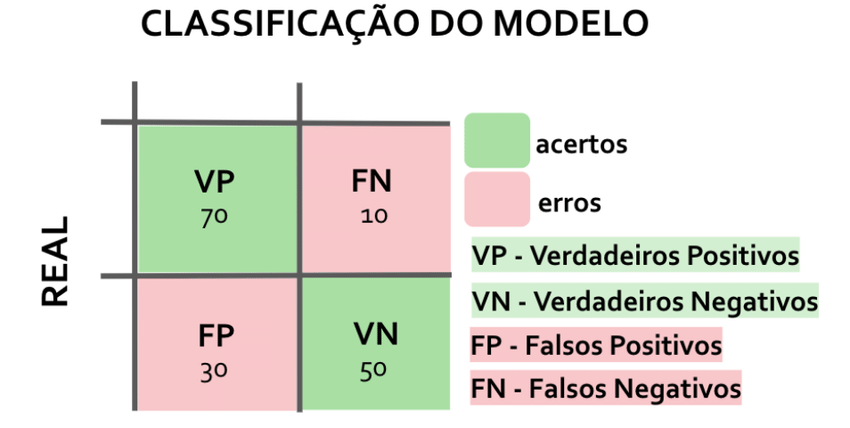 CLASSIFICAÇÃO DO MODELO
REAL
VP
70
FN
10
FP
30
VN
50
acertos
erros
VP - Verdadeiros Positivos
VN - Verdadeiros Negativos
FP - Falsos Positivos
FN - Falsos Negativos